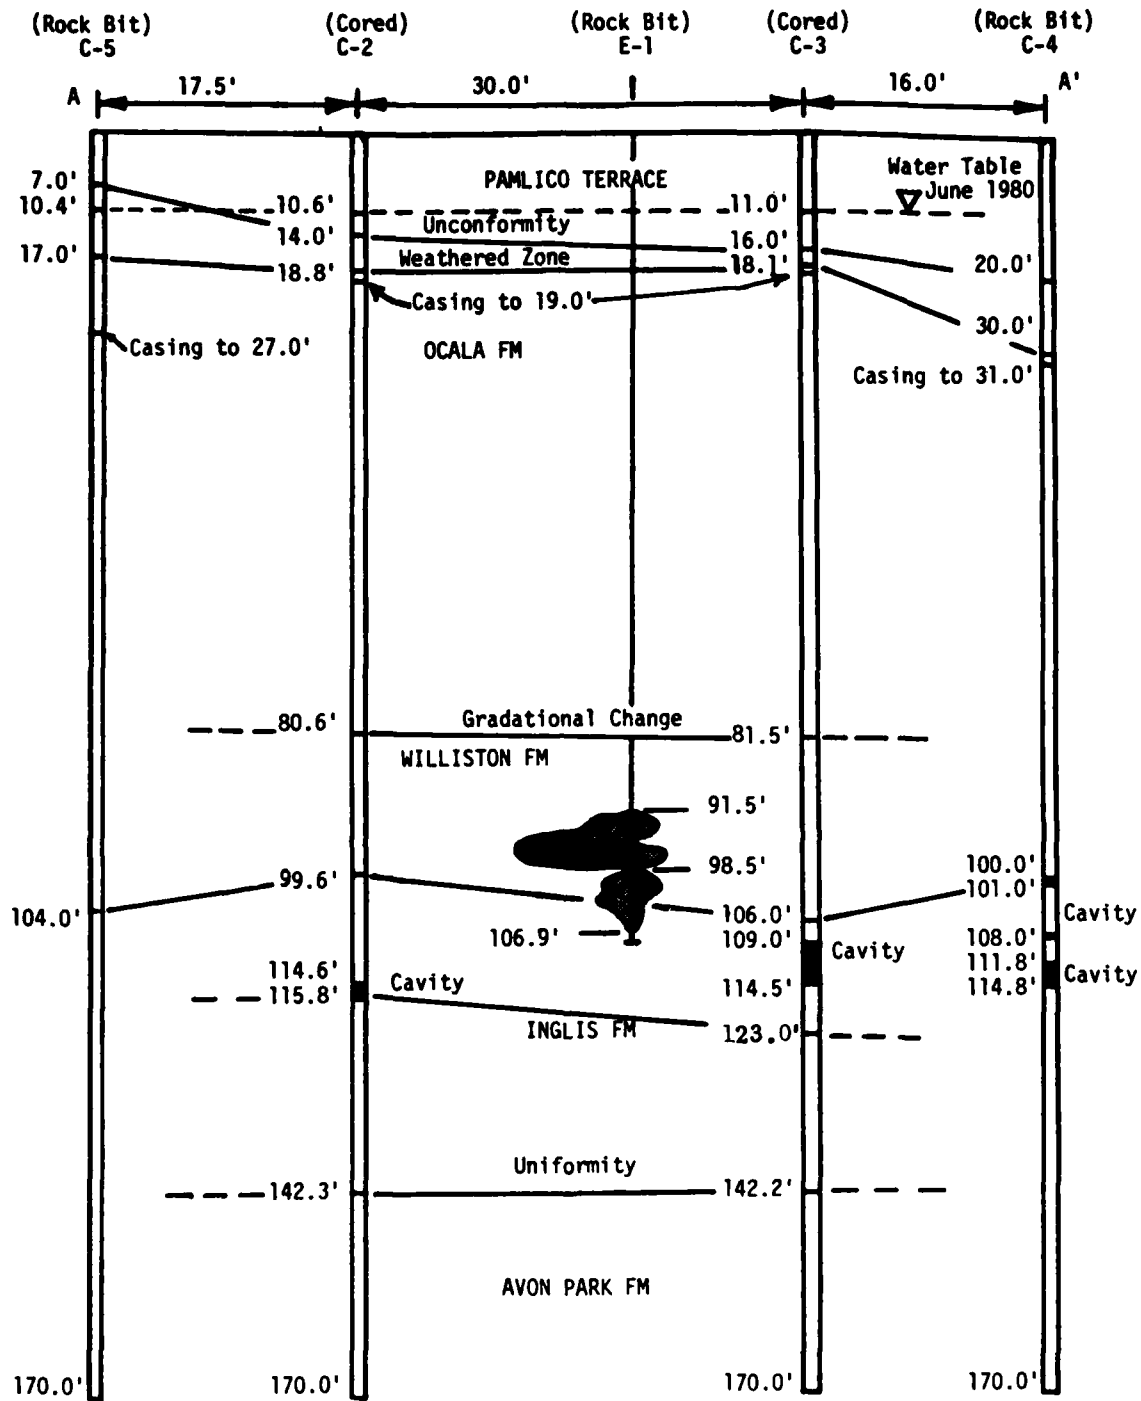 (Rock Bit) (Cored) (Rock Bit) (Cored) (Rock Bit)
C-5 C-2 E-1 C-3 C-4
A 17.5' 30.0' 16.0' A'
Water Table
June 1980
7.0' PAMLICO TERRACE
10.4' 10.6' 11.0'
Unconformity
14.0' 16.0'
17.0' Weathered Zone 18.1' 20.0'
18.8'
Casing to 19.0'
30.0'
Casing to 27.0' OCALA FM
Casing to 31.0'
80.6' Gradational Change 81.5'
WILLISTON FM
91.5'
98.5' 100.0'
99.6' 101.0'
104.0' 106.0' Cavity
106.9' 109.0' Cavity 108.0'
111.8'
114.6' Cavity 114.5' 114.8' Cavity
115.8'
INGLIS FM 123.0'
Uniformity
142.3' 142.2'
AVON PARK FM
170.0' 170.0' 170.0' 170.0'